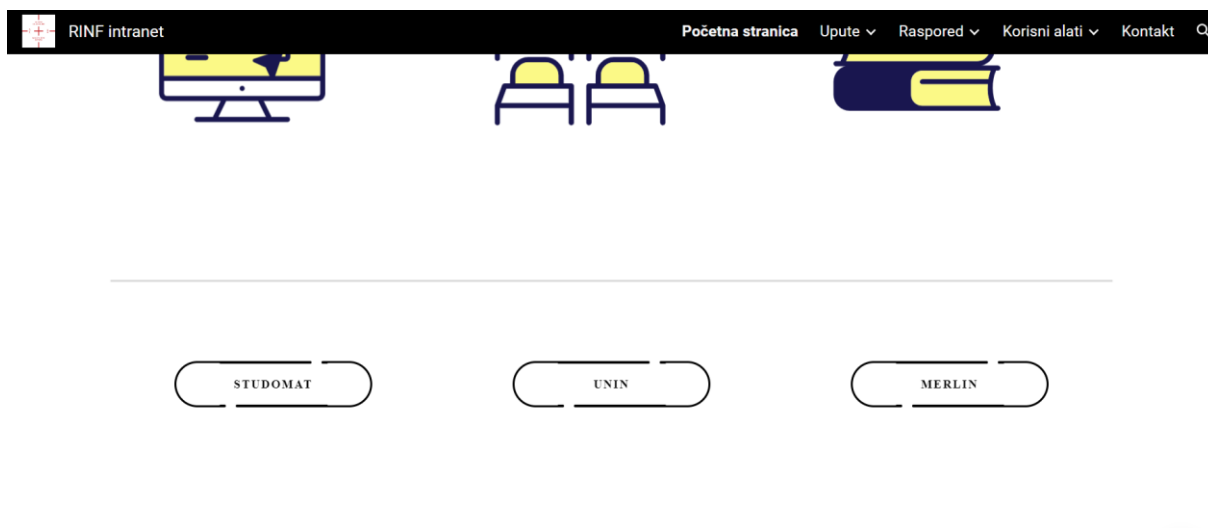 RINF intranet
Početna stranica Upute Raspored Korisni alati Kontakt
STUDOMAT UNIN MERLIN